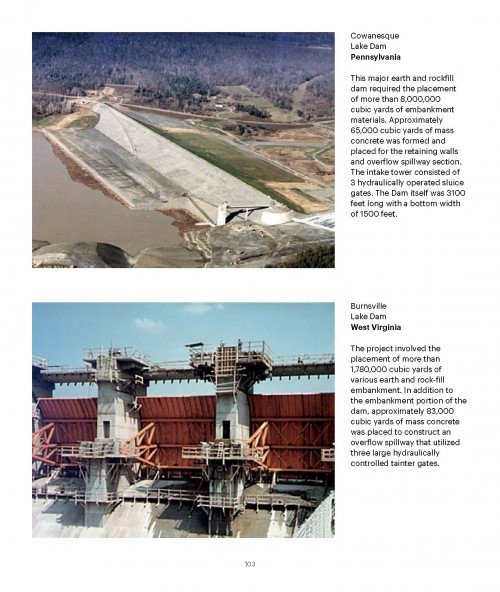 Cowanesque
Lake Dam
Pennsylvania
This major earth and rockfill
dam required the placement
of more than 8,000,000
cubic yards of embankment
materials. Approximately
65,000 cubic yards of mass
concrete was formed and
placed for the retaining walls
and overflow spillway section.
The intake tower consisted of
3 hydraulically operated sluice
gates. The Dam itself was 3100
feet long with a bottom width
of 1500 feet.
Burnsville
Lake Dam
West Virginia
The project involved the
placement of more than
1,780,000 cubic yards of
various earth and rock-fill
embankment. In addition to
the embankment portion of the
dam, approximately 83,000
cubic yards of mass concrete
was placed to construct an
overflow spillway that utilized
three large hydraulically
controlled tainter gates.
103